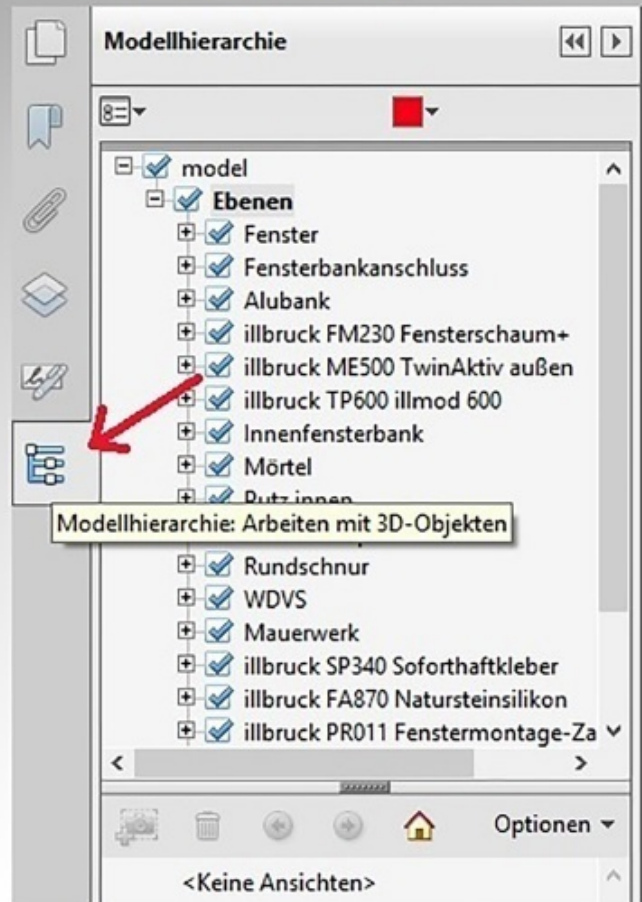 Modellhierarchie
model
Ebenen
Fenster
Fensterbankanschluss
Alubank
illbruck FM230 Fensterschaum+
illbruck ME500 TwinAktiv außen
illbruck TP600 illmod 600
Innenfensterbank
Mörtel
Putz innen
Modellhierarchie: Arbeiten mit 3D-Objekten
Rundschnur
WDVS
Mauerwerk
illbruck SP340 Soforthaftkleber
illbruck FA870 Natursteinsilikon
illbruck PR011 Fenstermontage-Za
Optionen
<Keine Ansichten>